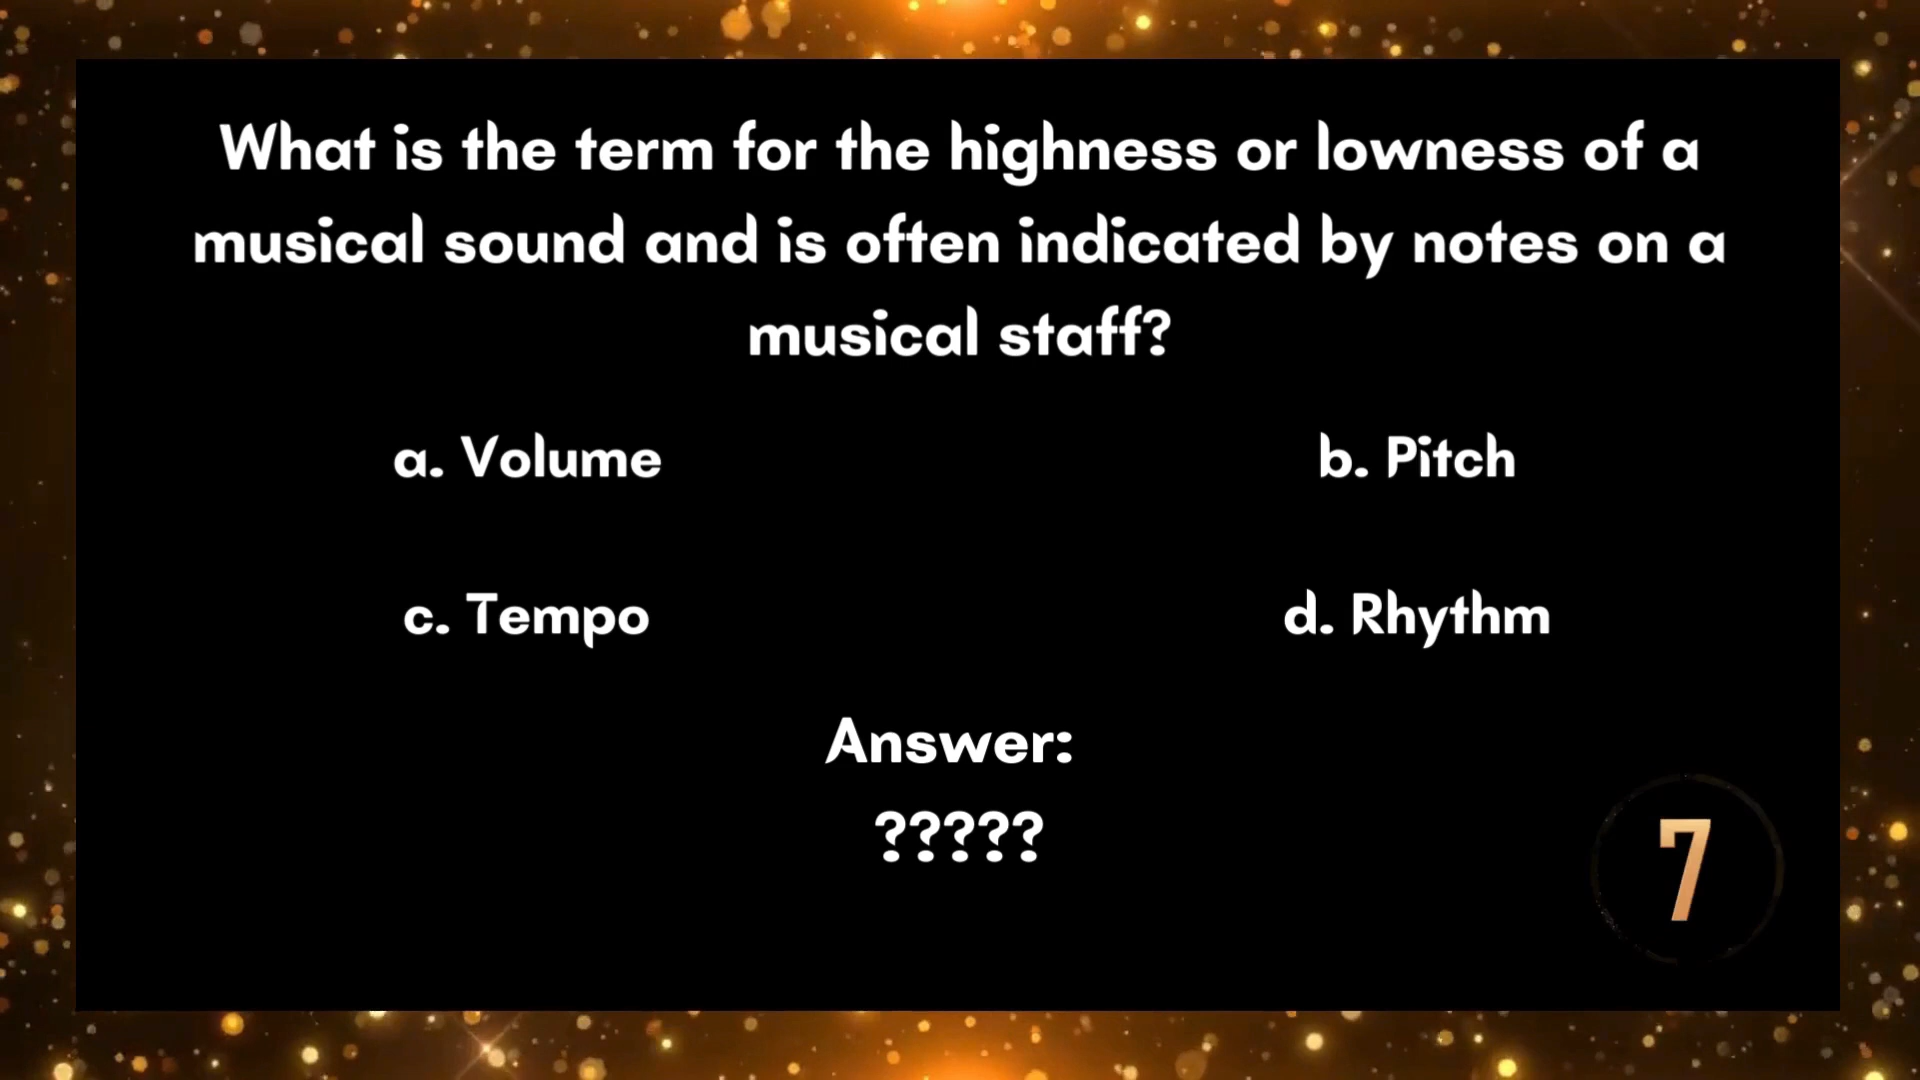 What is the term for the highness or lowness of a
musical sound and is often indicated by notes on a
musical staff?
a. Volume
b. Pitch
c. Tempo
d. Rhythm
Answer:
?????
7